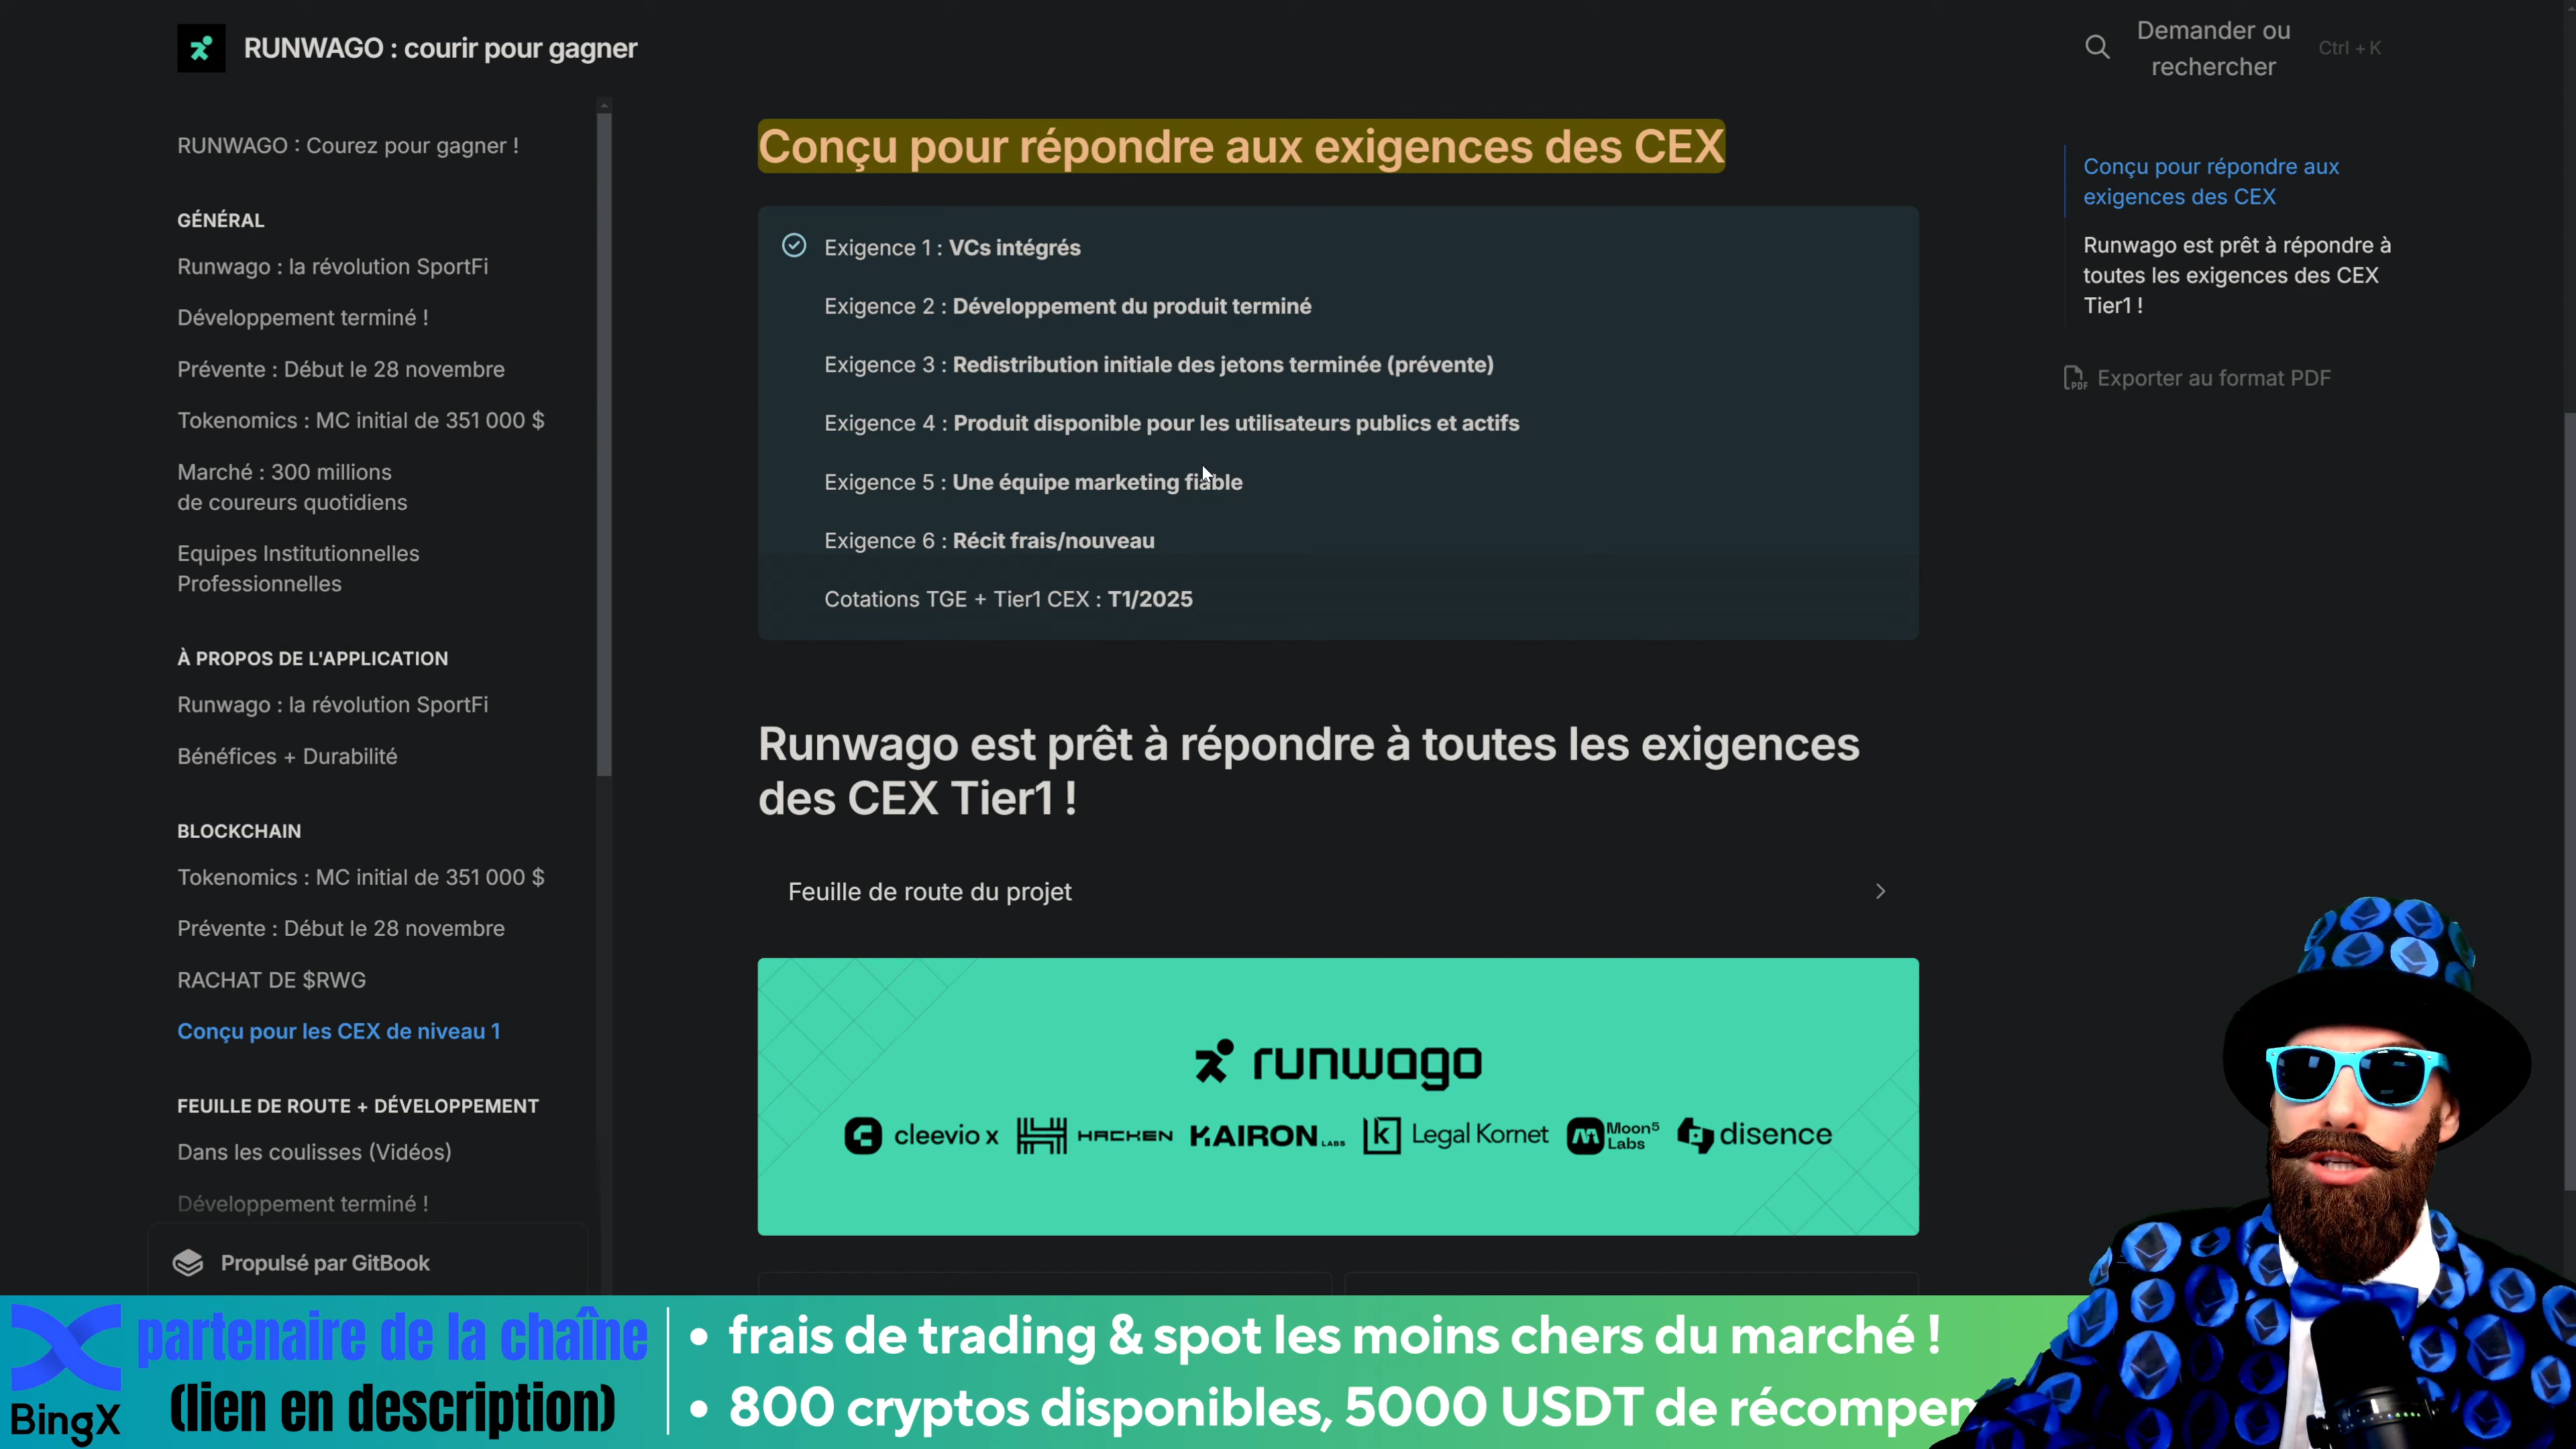 RUNWAGO : courir pour gagner
Demander ou
rechercher
Ctrl + K
RUNWAGO : Courez pour gagner !
GÉNÉRAL
Runwago : la révolution SportFi
Développement terminé !
Prévente : Début le 28 novembre
Tokenomics : MC initial de 351 000 $
Marché : 300 millions
de coureurs quotidiens
Equipes Institutionnelles
Professionnelles
À PROPOS DE L'APPLICATION
Runwago : la révolution SportFi
Bénéfices + Durabilité
BLOCKCHAIN
Tokenomics : MC initial de 351 000 $
Prévente : Début le 28 novembre
RACHAT DE $RWG
Conçu pour les CEX de niveau 1
FEUILLE DE ROUTE + DÉVELOPPEMENT
Dans les coulisses (Vidéos)
Développement terminé !
Propulsé par GitBook
Conçu pour répondre aux exigences des CEX
Exigence 1 : VCs intégrés
Exigence 2 : Développement du produit terminé
Exigence 3 : Redistribution initiale des jetons terminée (prévente)
Exigence 4 : Produit disponible pour les utilisateurs publics et actifs
Exigence 5 : Une équipe marketing fiable
Exigence 6 : Récit frais/nouveau
Cotations TGE + Tier1 CEX : T1/2025
Runwago est prêt à répondre à toutes les exigences
des CEX Tier1 !
Feuille de route du projet
runwago
cleevio x HACKEN KAIRON LABS Legal Kornet Moon5 Labs disence
Conçu pour répondre aux
exigences des CEX
Runwago est prêt à répondre à
toutes les exigences des CEX
Tier1 !
PDF Exporter au format PDF
BingX
partenaire de la chaîne
(lien en description)
• frais de trading & spot les moins chers du marché !
• 800 cryptos disponibles, 5000 USDT de récompen